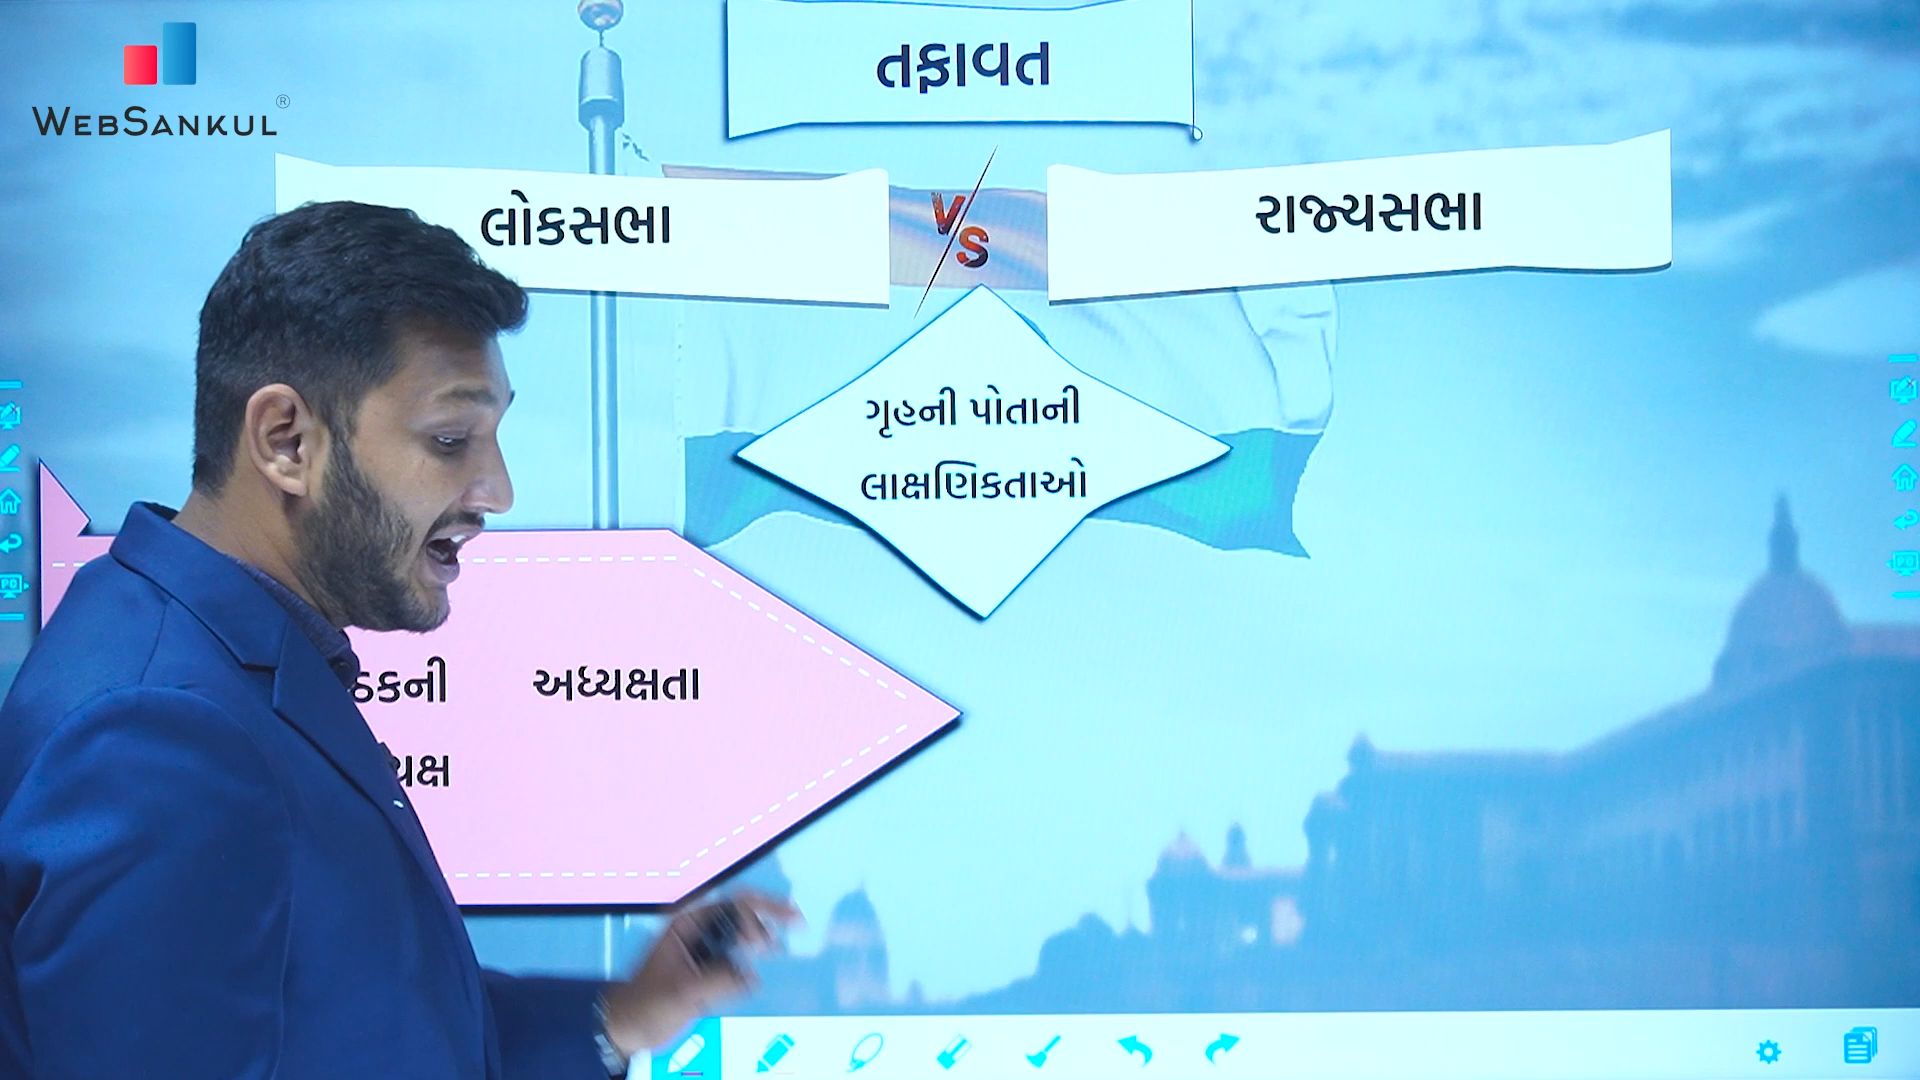 WEBSANKUL®
તફાવત
લોકસભા
VS
રાજ્યસભા
ગૃહની પોતાની
લાક્ષણિકતાઓ
અધ્યક્ષતા